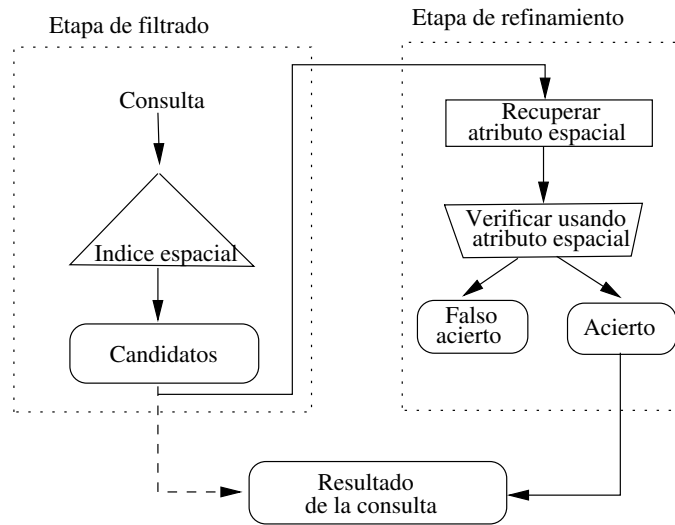 Etapa de filtrado
Consulta
Indice espacial
Candidatos
Etapa de refinamiento
Recuperar
atributo espacial
Verificar usando
atributo espacial
Falso
acierto
Acierto
Resultado
de la consulta